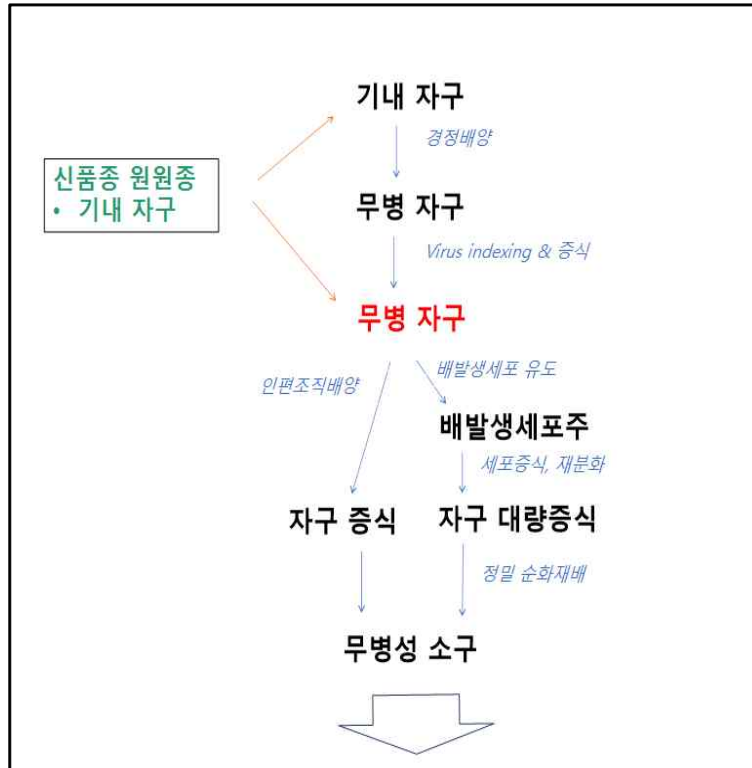 기내 자구
경정배양
신품종 원원종
• 기내 자구
무병 자구
Virus indexing & 증식
무병 자구
인편조직배양
배발생세포 유도
배발생세포주
세포증식, 재분화
자구 증식
자구 대량증식
정밀 순화재배
무병성 소구